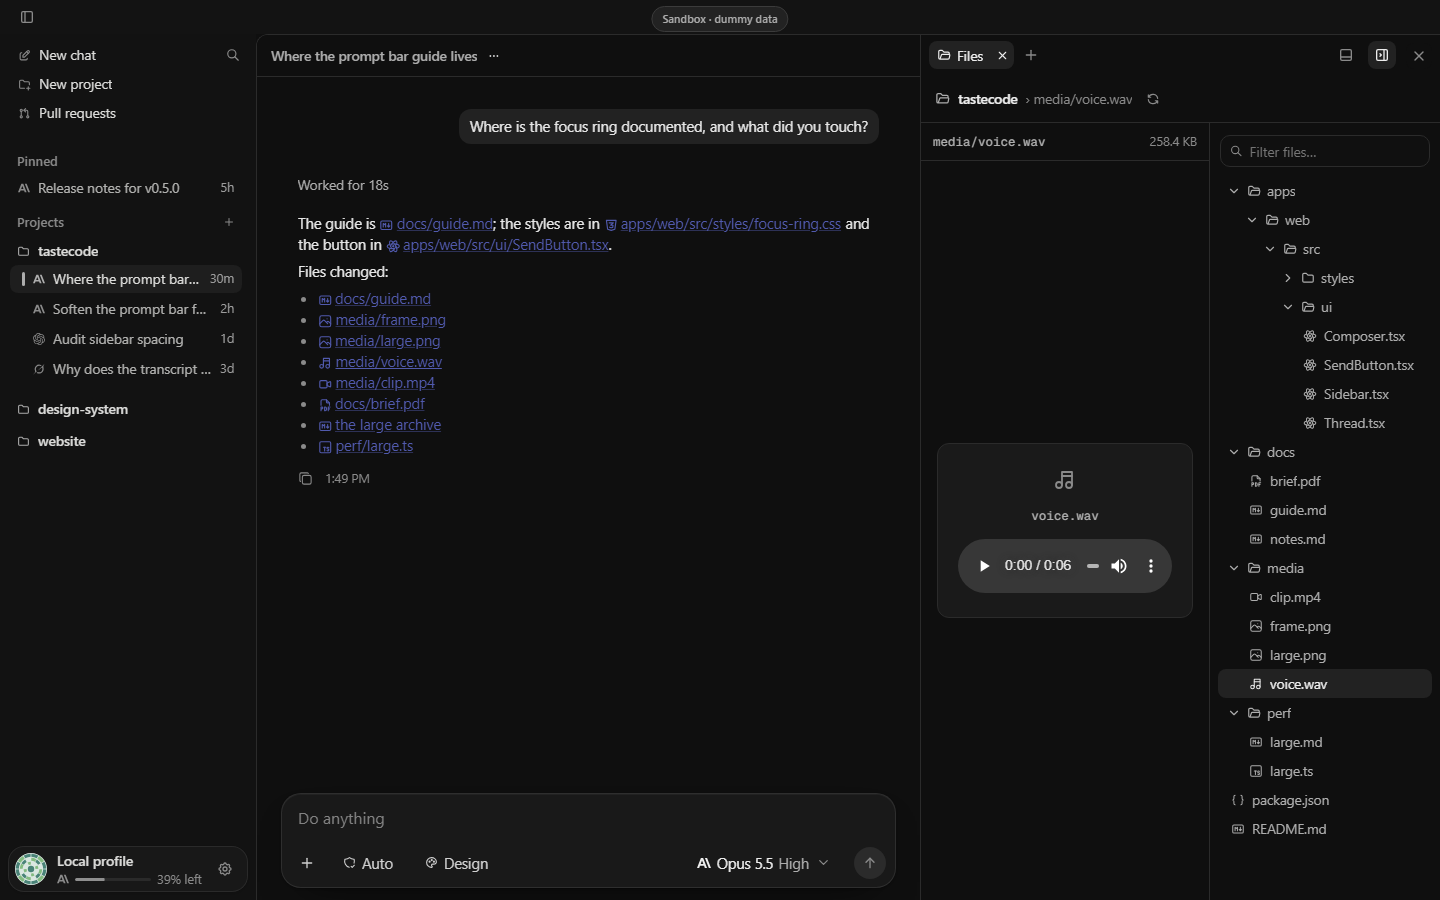 Sandbox · dummy data
New chat
New project
Pull requests
Pinned
Release notes for v0.5.0 5h
Projects
tastecode
Where the prompt bar... 30m
Soften the prompt bar f... 2h
Audit sidebar spacing 1d
Why does the transcript ... 3d
design-system
website
Local profile
39% left
Where the prompt bar guide lives ...
Where is the focus ring documented, and what did you touch?
Worked for 18s
The guide is docs/guide.md; the styles are in apps/web/src/styles/focus-ring.css and
the button in apps/web/src/ui/SendButton.tsx.
Files changed:
docs/guide.md
media/frame.png
media/large.png
media/voice.wav
media/clip.mp4
docs/brief.pdf
the large archive
perf/large.ts
1:49 PM
Do anything
Auto
Design
Opus 5.5 High
Files
tastecode › media/voice.wav
media/voice.wav 258.4 KB
voice.wav
0:00 / 0:06
Filter files...
apps
web
src
styles
ui
Composer.tsx
SendButton.tsx
Sidebar.tsx
Thread.tsx
docs
brief.pdf
guide.md
notes.md
media
clip.mp4
frame.png
large.png
voice.wav
perf
large.md
large.ts
package.json
README.md